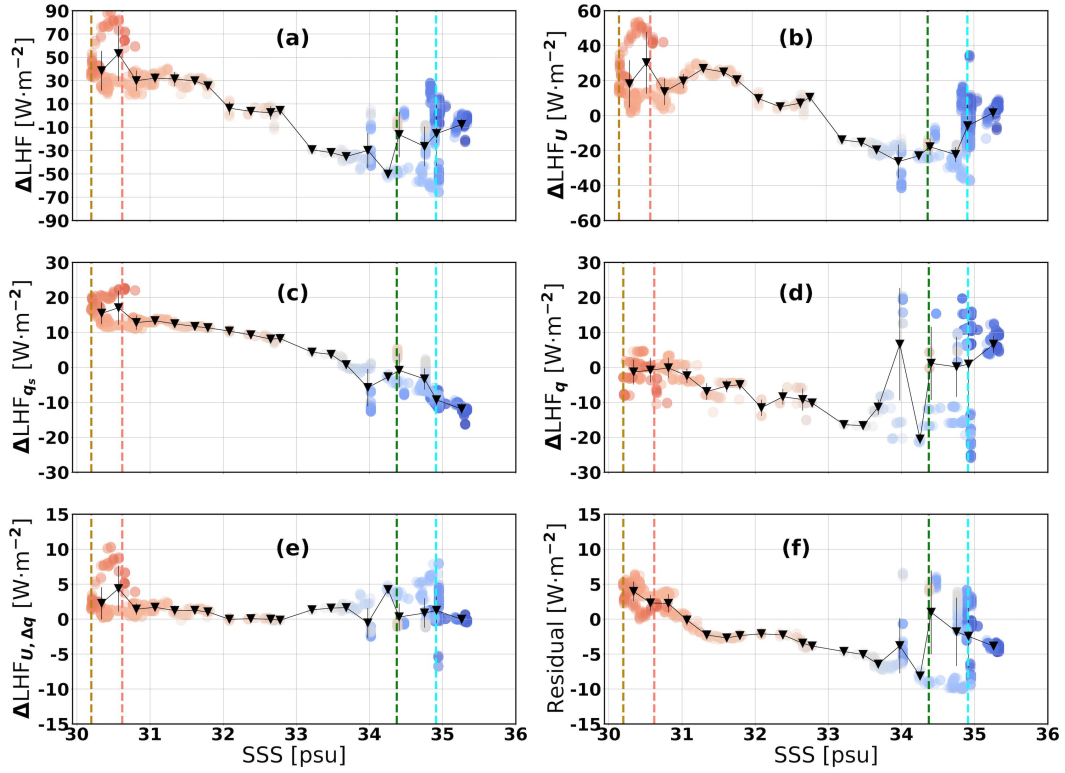 ΔLHF [W·m⁻²]
90
70
50
30
10
-10
-30
-50
-70
-90
(a)
ΔLHF_U [W·m⁻²]
60
40
20
0
-20
-40
-60
(b)
ΔLHF_qs [W·m⁻²]
30
20
10
0
-10
-20
-30
(c)
ΔLHF_q [W·m⁻²]
30
20
10
0
-10
-20
-30
(d)
ΔLHF_U, Δq [W·m⁻²]
15
10
5
0
-5
-10
-15
(e)
30 31 32 33 34 35 36
SSS [psu]
Residual [W·m⁻²]
15
10
5
0
-5
-10
-15
(f)
30 31 32 33 34 35 36
SSS [psu]